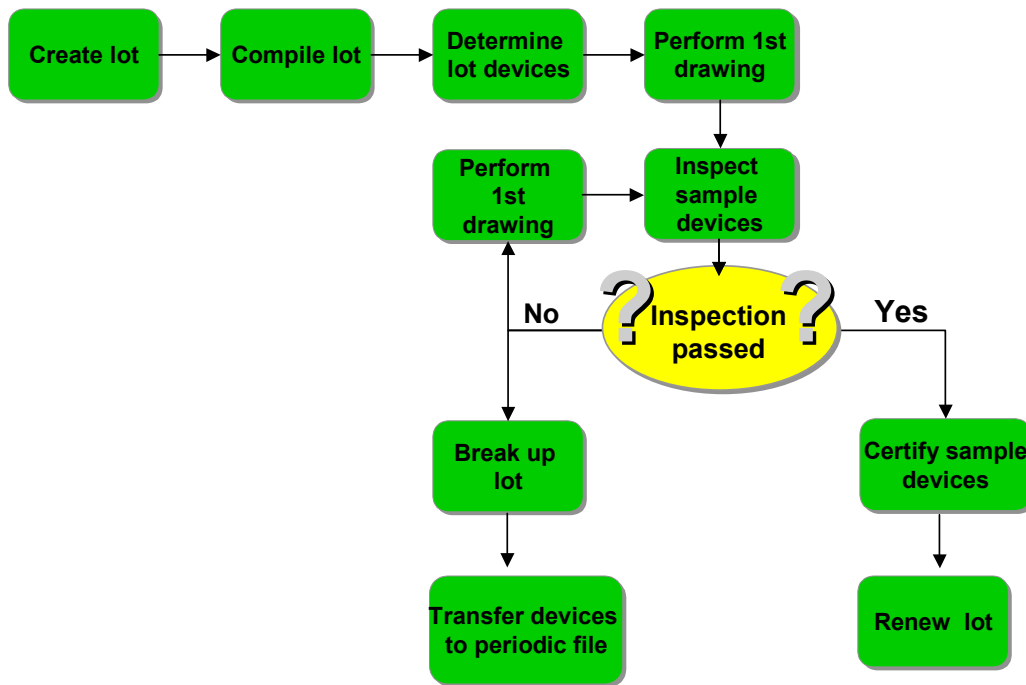 Create lot
Compile lot
Determine
lot devices
Perform 1st
drawing
Perform
1st
drawing
Inspect
sample
devices
?
?
Inspection
passed
No
Yes
Break up
lot
Certify sample
devices
Transfer devices
to periodic file
Renew lot